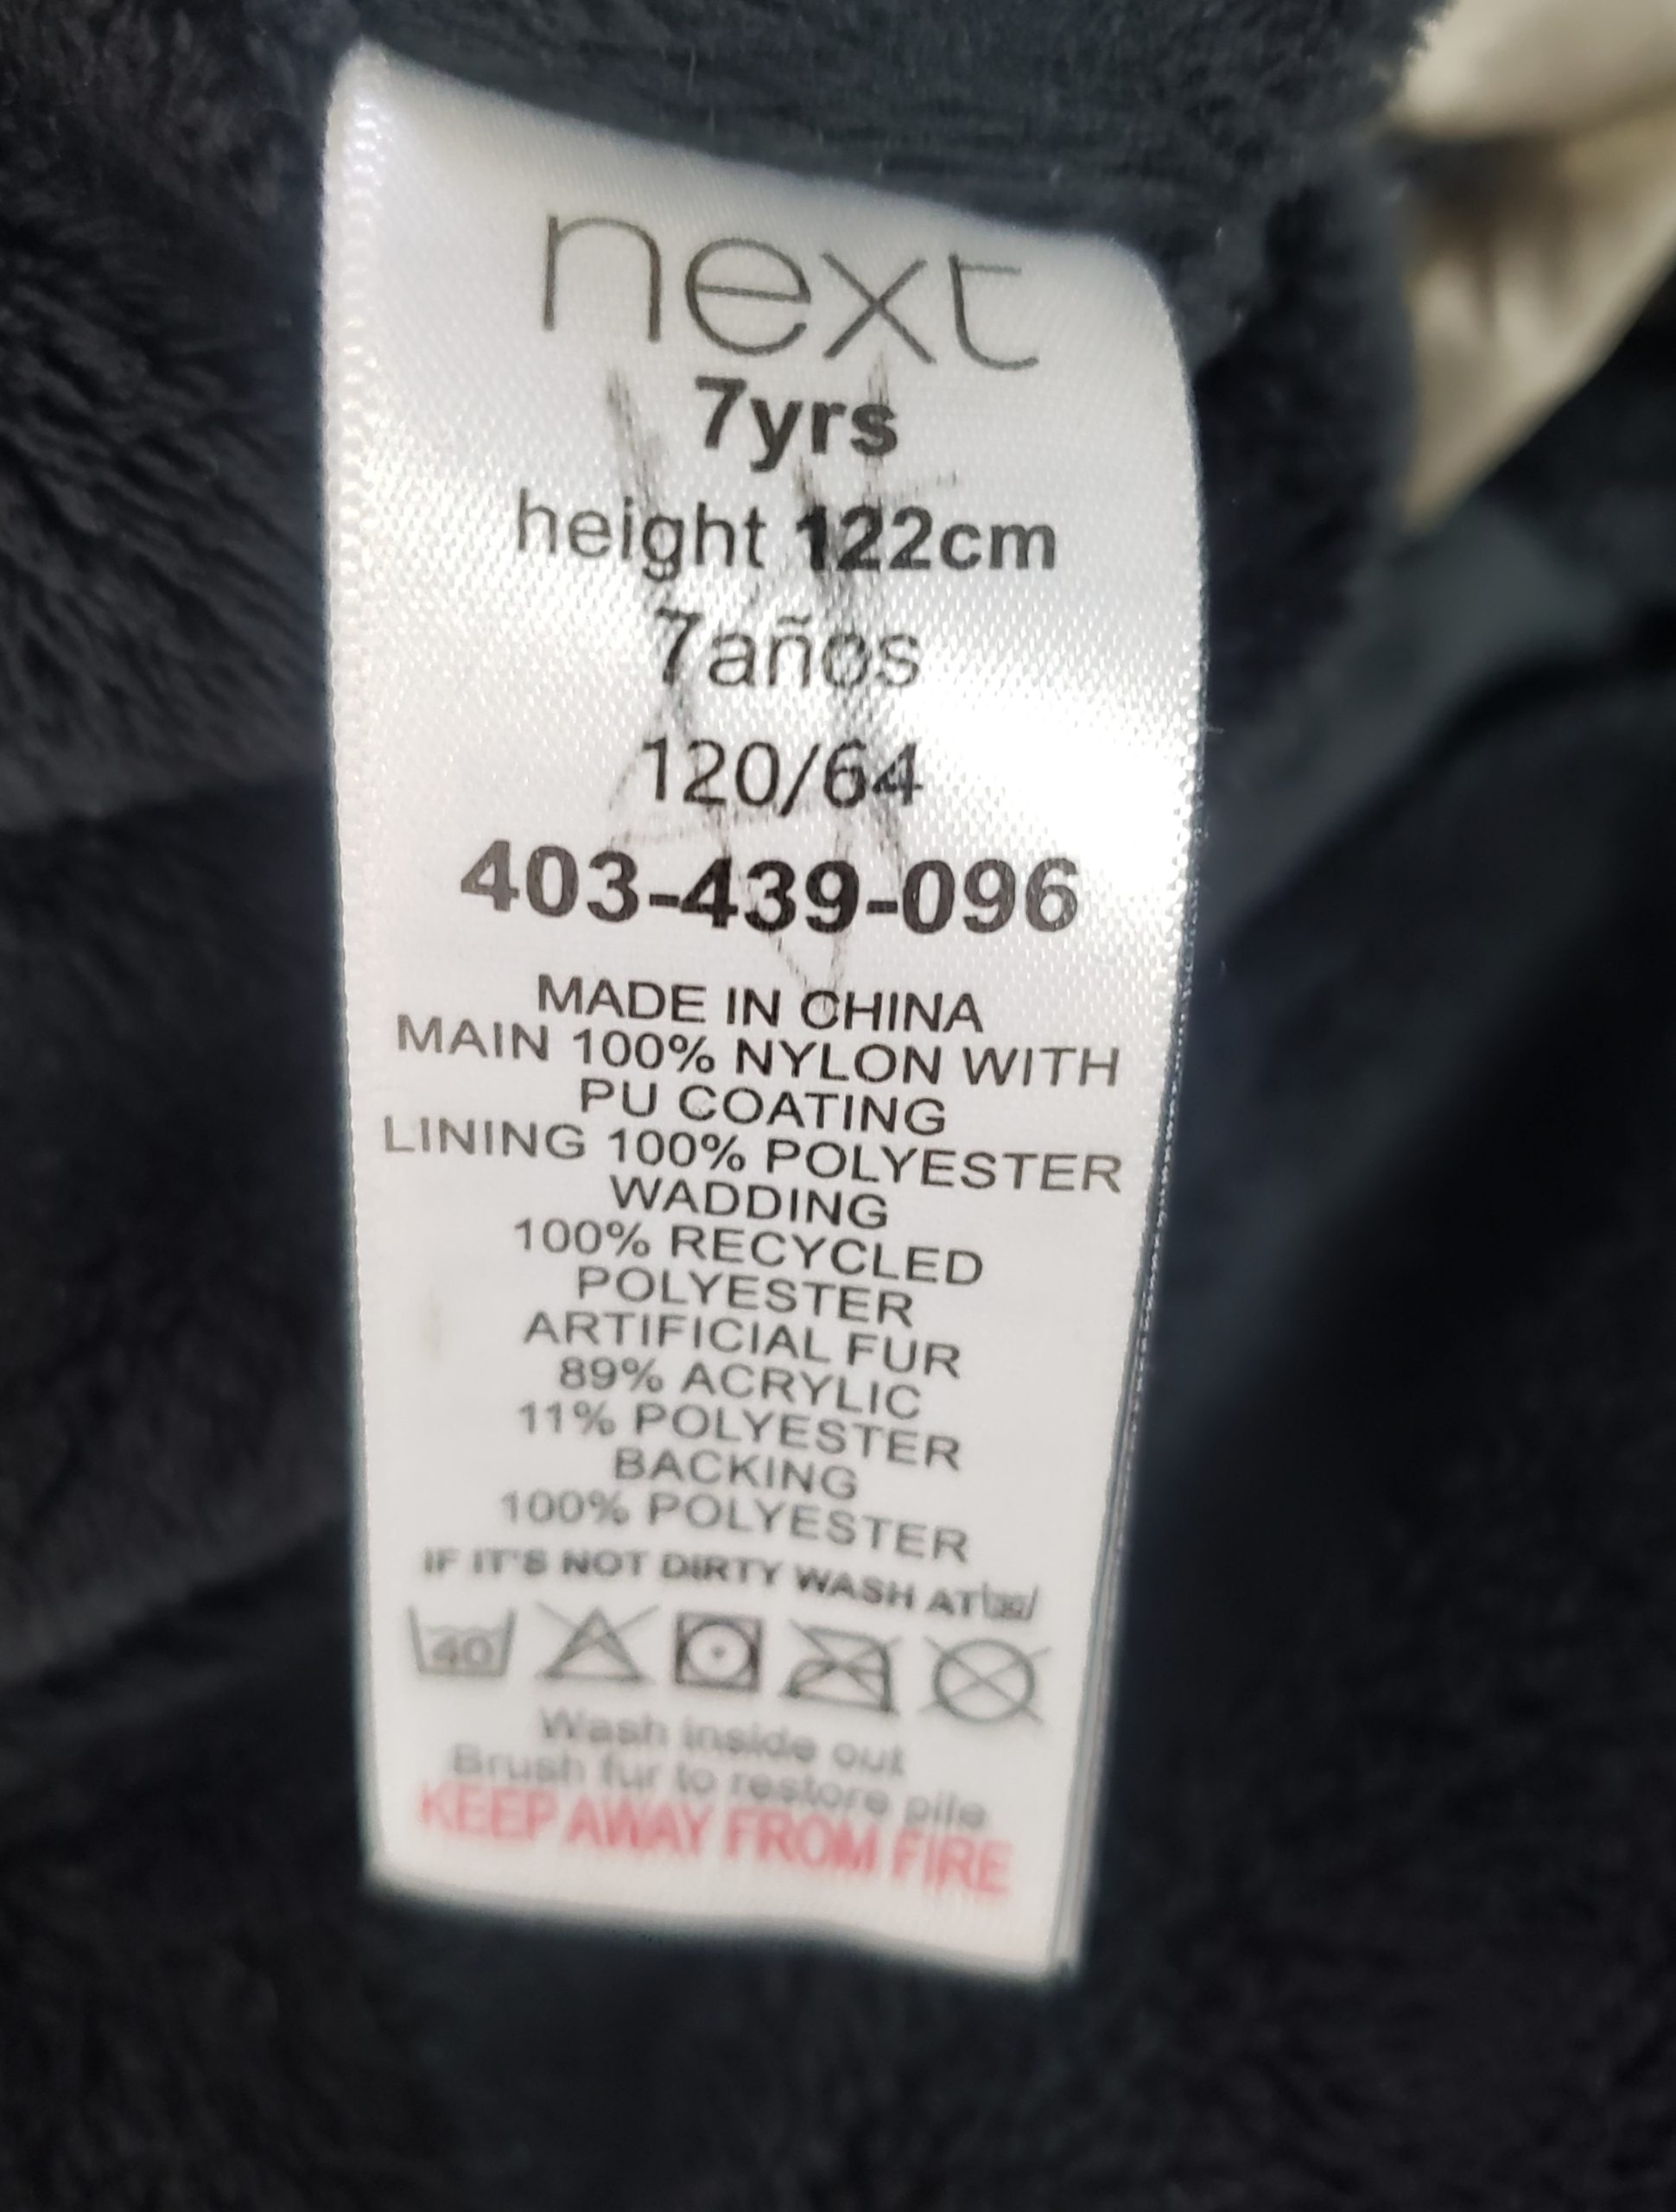 next
7yrs
height 122cm
7años
120/64
403-439-096
MADE IN CHINA
MAIN 100% NYLON WITH
PU COATING
LINING 100% POLYESTER
WADDING
100% RECYCLED
POLYESTER
ARTIFICIAL FUR
89% ACRYLIC
11% POLYESTER
BACKING
100% POLYESTER
IF IT'S NOT DIRTY WASH AT
40
Wash inside out
Brush fur to restore pile
KEEP AWAY FROM FIRE